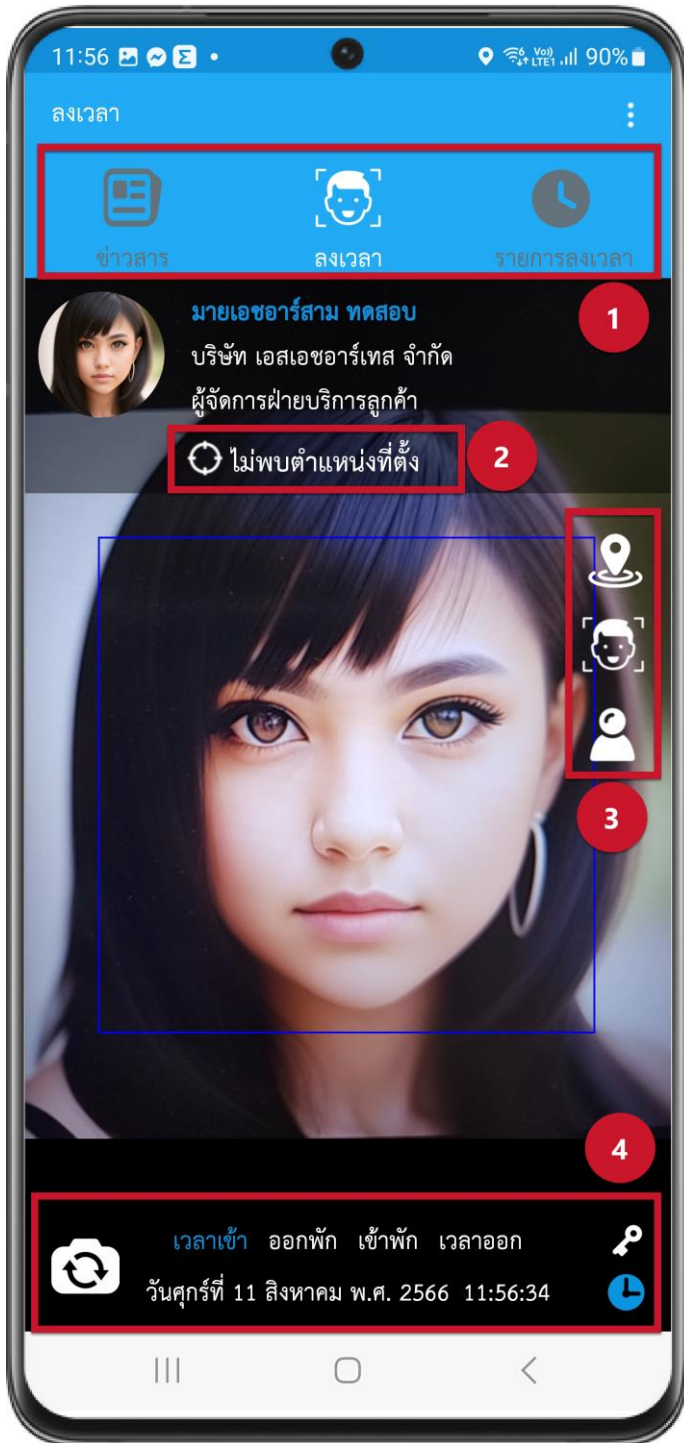 11:56 Σ • Vo)) LTE1 90%
ลงเวลา
ข่าวสาร ลงเวลา รายการลงเวลา
1
มายเอชอาร์สาม ทดสอบ
บริษัท เอสเอชอาร์เทส จำกัด
ผู้จัดการฝ่ายบริการลูกค้า
ไม่พบตำแหน่งที่ตั้ง 2
3
4
เวลาเข้า ออกพัก เข้าพัก เวลาออก
วันศุกร์ที่ 11 สิงหาคม พ.ศ. 2566 11:56:34